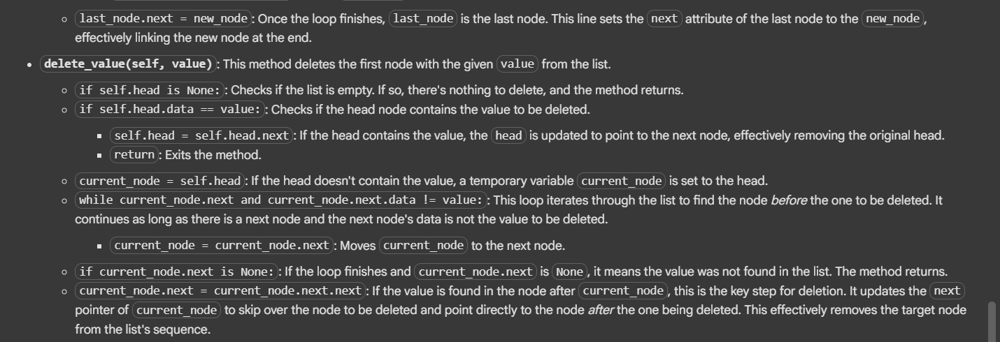 last_node.next = new_node: Once the loop finishes, last_node is the last node. This line sets the next attribute of the last node to the new_node,
effectively linking the new node at the end.
delete_value(self, value): This method deletes the first node with the given value from the list.
if self.head is None:: Checks if the list is empty. If so, there's nothing to delete, and the method returns.
if self.head.data == value:: Checks if the head node contains the value to be deleted.
self.head = self.head.next: If the head contains the value, the head is updated to point to the next node, effectively removing the original head.
return: Exits the method.
current_node = self.head: If the head doesn't contain the value, a temporary variable current_node is set to the head.
while current_node.next and current_node.next.data != value:: This loop iterates through the list to find the node before the one to be deleted. It
continues as long as there is a next node and the next node's data is not the value to be deleted.
current_node = current_node.next: Moves current_node to the next node.
if current_node.next is None:: If the loop finishes and current_node.next is None, it means the value was not found in the list. The method returns.
current_node.next = current_node.next.next: If the value is found in the node after current_node, this is the key step for deletion. It updates the next
pointer of current_node to skip over the node to be deleted and point directly to the node after the one being deleted. This effectively removes the target node
from the list's sequence.